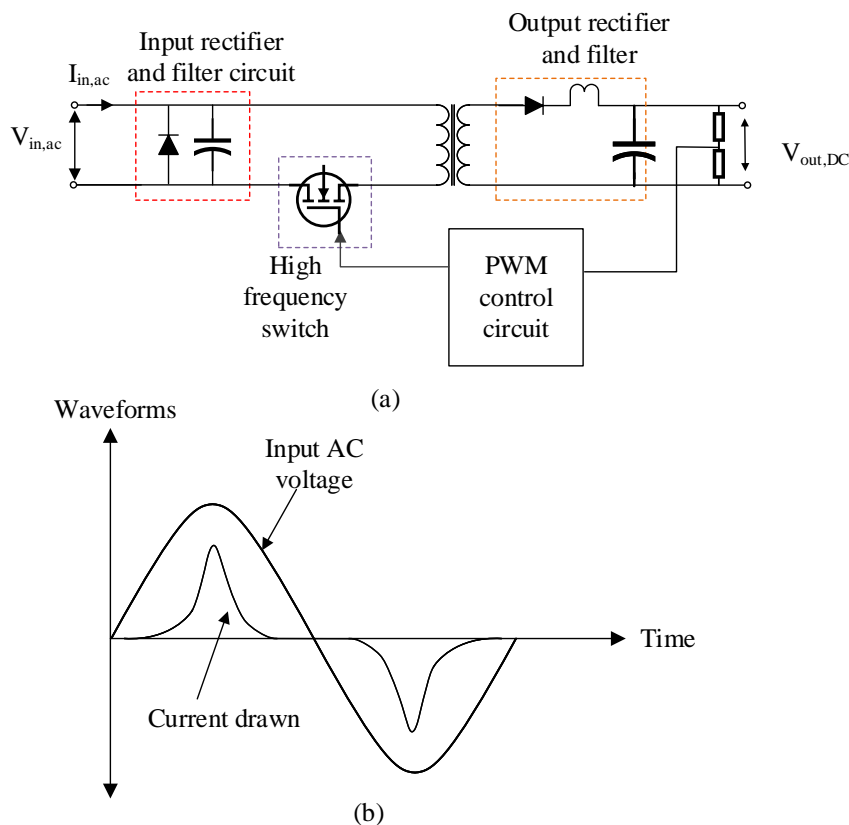 Input rectifier
and filter circuit
Output rectifier
and filter
I_in,ac
V_in,ac
V_out,DC
High
frequency
switch
PWM
control
circuit
(a)
Waveforms
Input AC
voltage
Time
Current drawn
(b)